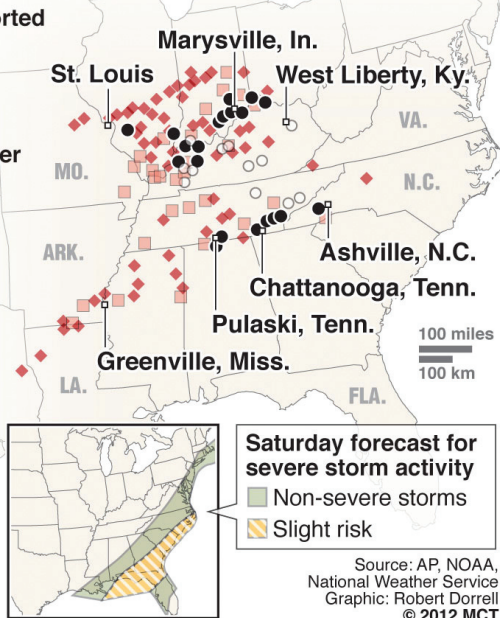 rted
Marysville, In.
St. Louis
West Liberty, Ky.
VA.
er
MO.
N.C.
ARK.
Ashville, N.C.
Chattanooga, Tenn.
Pulaski, Tenn.
100 miles
100 km
Greenville, Miss.
LA.
FLA.
Saturday forecast for
severe storm activity
Non-severe storms
Slight risk
Source: AP, NOAA,
National Weather Service
Graphic: Robert Dorrell
© 2012 MCT